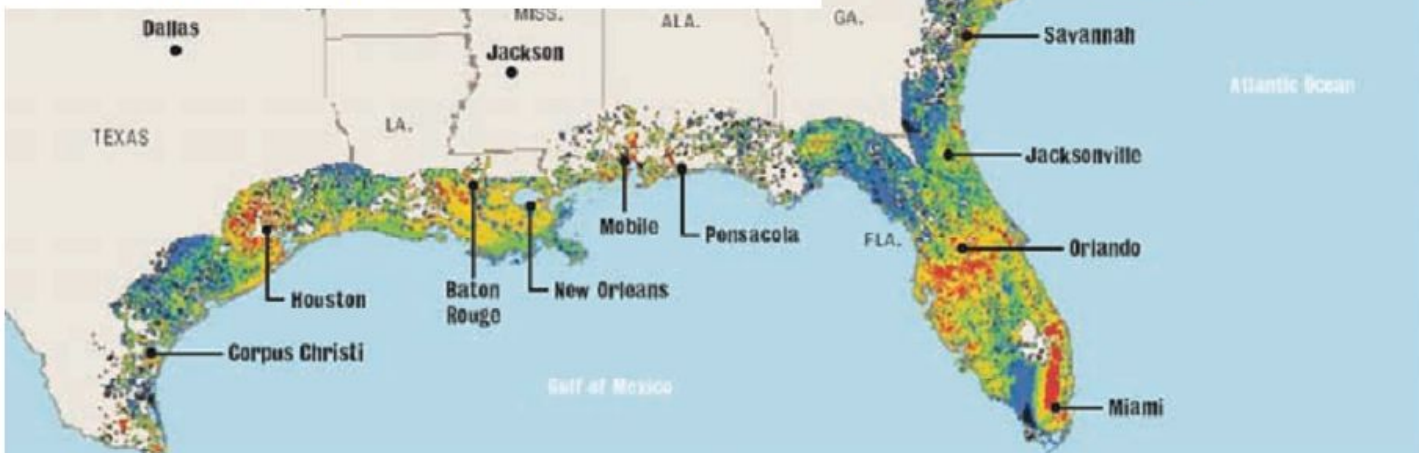 MISS.
ALA.
GA.
Dallas
Savannah
Jackson
Atlantic Ocean
LA.
TEXAS
Jacksonville
Mobile
Pensacola
FLA.
Orlando
Houston
Baton
Rouge
New Orleans
Corpus Christi
Gulf of Mexico
Miami